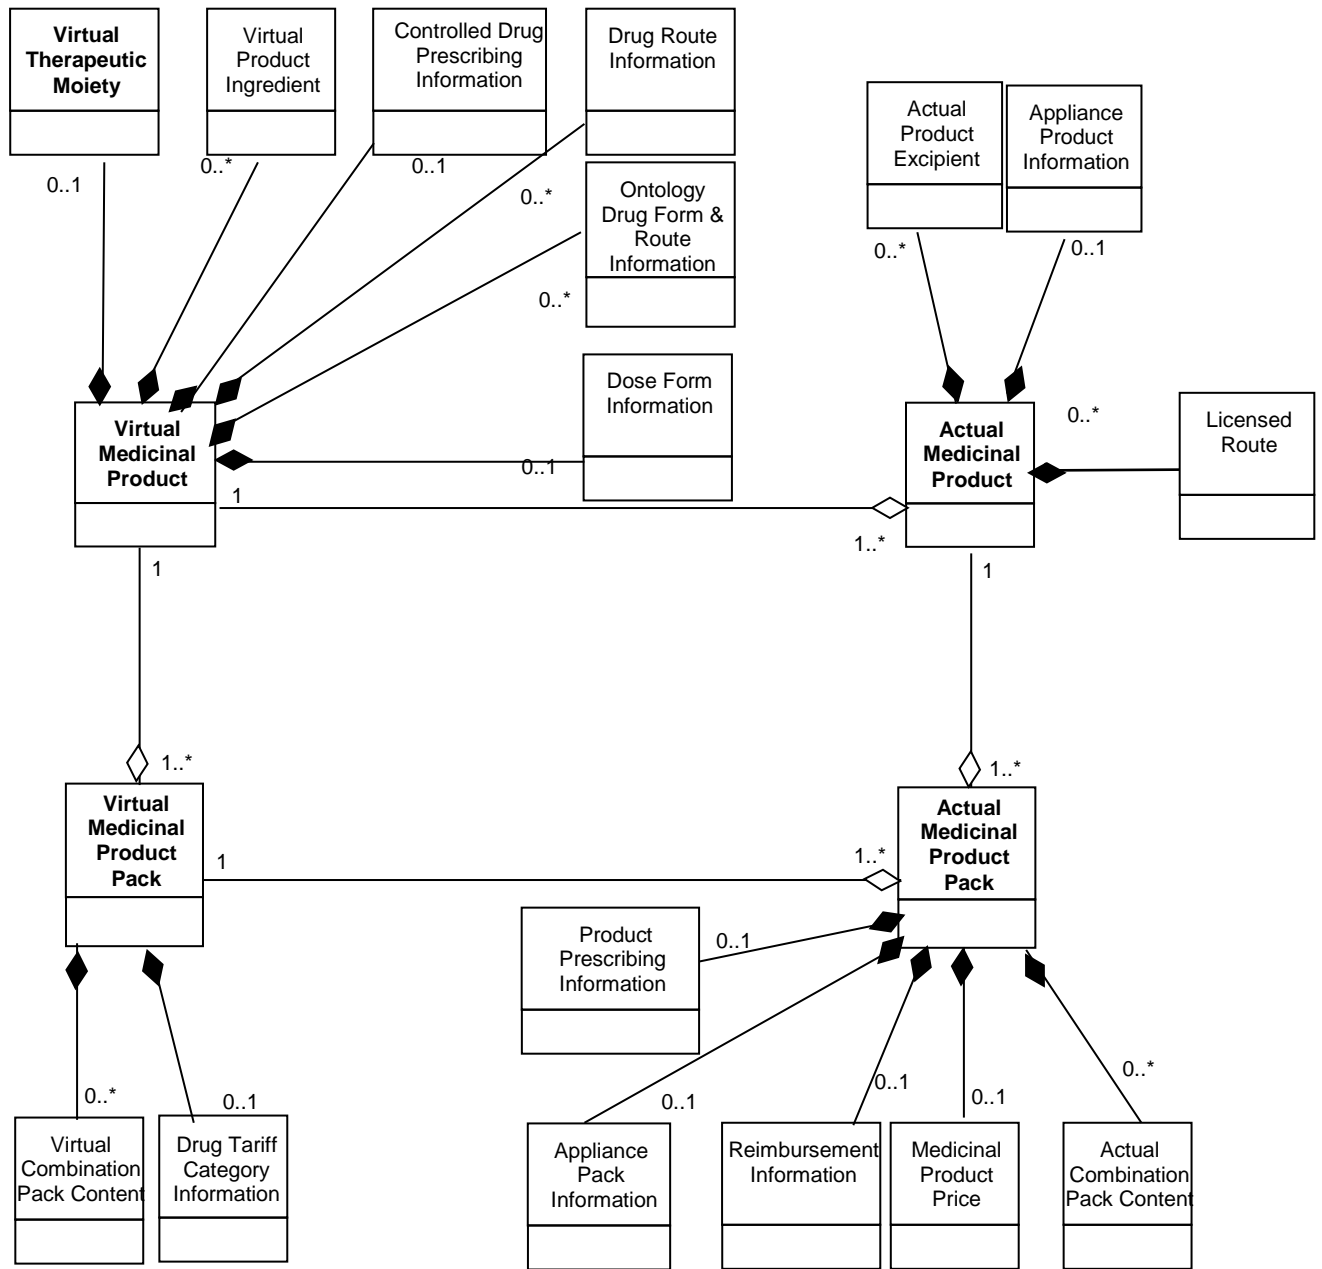 Virtual
Therapeutic
Moiety
Virtual
Product
Ingredient
Controlled Drug
Prescribing
Information
Drug Route
Information
Actual
Product
Excipient
Appliance
Product
Information
0..1
0..*
0..1
0..*
Ontology
Drug Form &
Route
Information
0..*
0..*
0..1
Dose Form
Information
0..1
Virtual
Medicinal
Product
Actual
Medicinal
Product
0..*
Licensed
Route
1
1..*
1
1
1..*
1..*
Virtual
Medicinal
Product
Pack
Actual
Medicinal
Product
Pack
1
1..*
Product
Prescribing
Information
0..1
0..*
0..1
0..1
0..1
0..1
0..*
Virtual
Combination
Pack Content
Drug Tariff
Category
Information
Appliance
Pack
Information
Reimbursement
Information
Medicinal
Product
Price
Actual
Combination
Pack Content